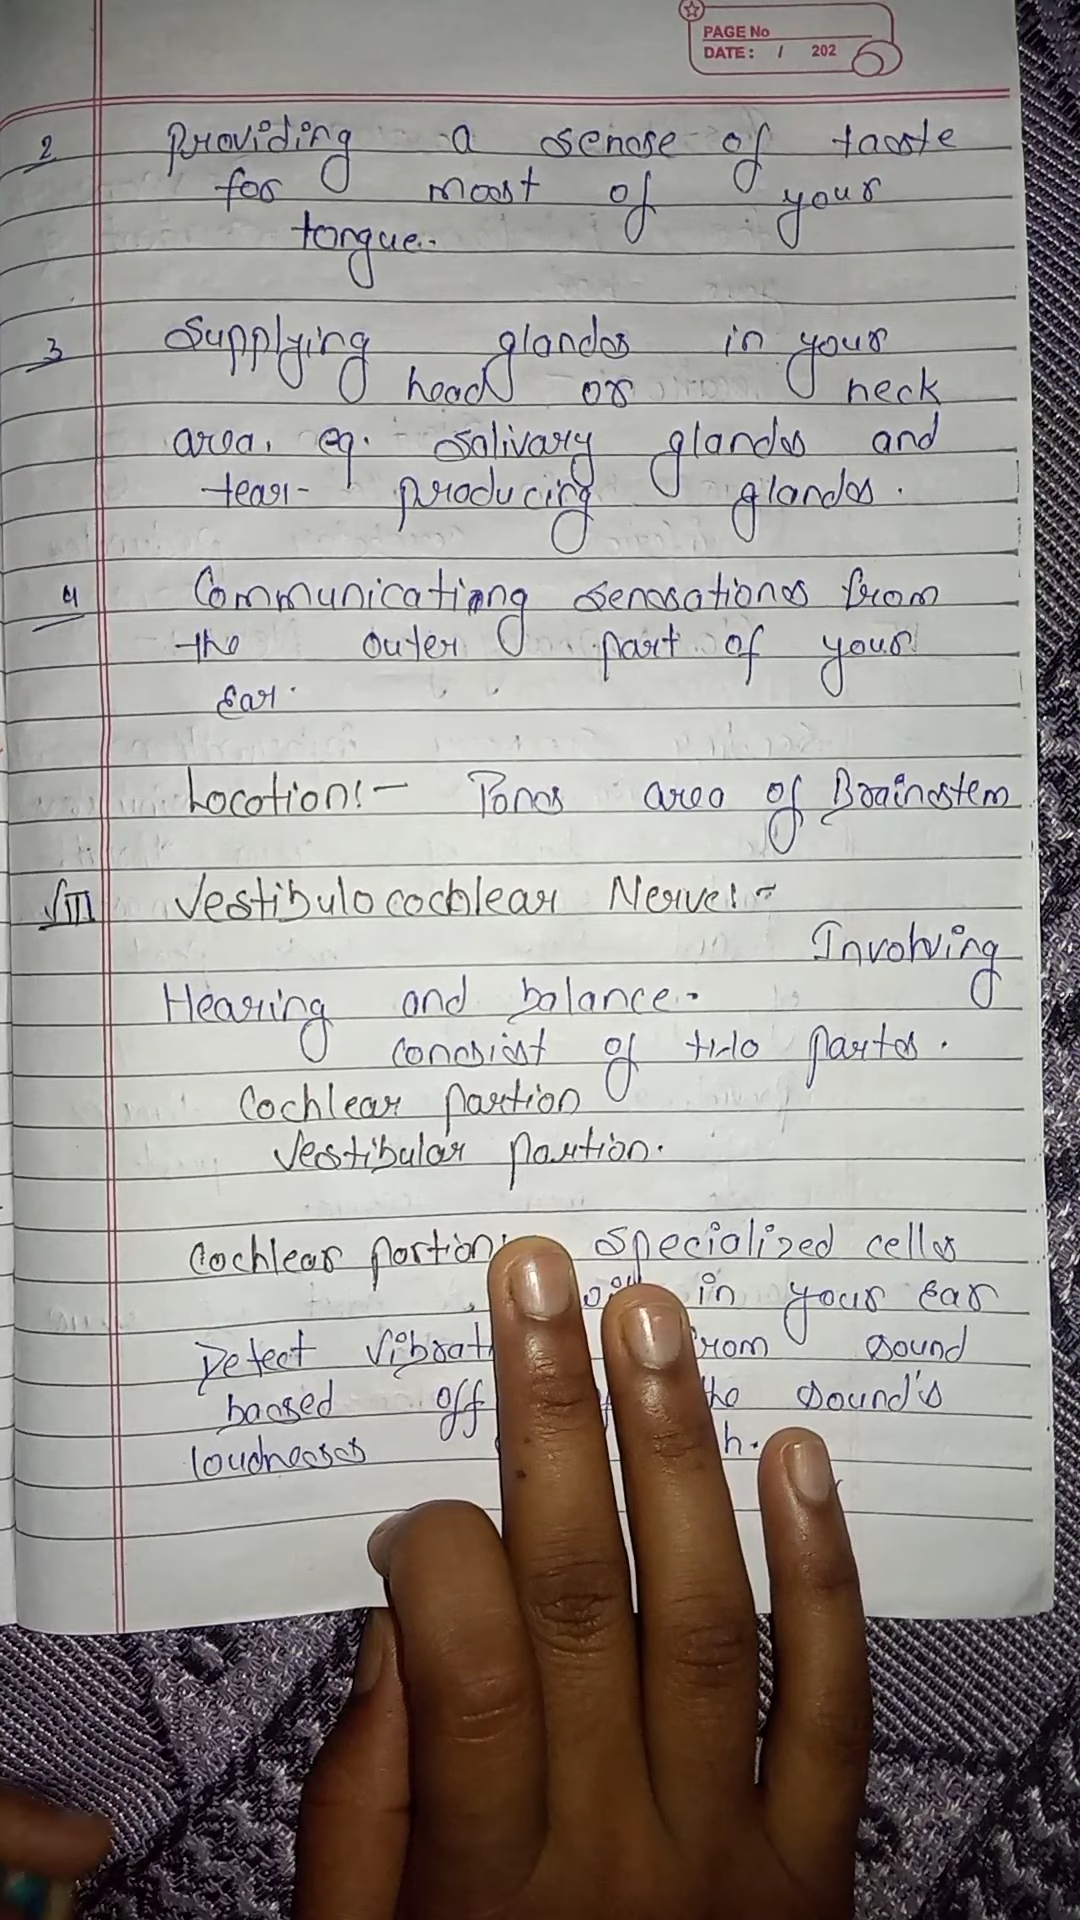 PAGE No
DATE: / 202
2 Providing a sense of taste
for most of your
tongue.
3 Supplying glands in your
head or neck
area, eg. salivary glands and
tear- producing glands.
4 Communicationg sensations from
the outer part of your
Ear.
Location:- Pons area of Brainstem
VIII Vestibulocochlear Nerve:-
Involving
Hearing and balance.
consist of two parts.
Cochlear portion
Vestibular portion.
Cochlear portion:- specialized cells
in your Ear
Detect from sound
based off the sound's
loudness